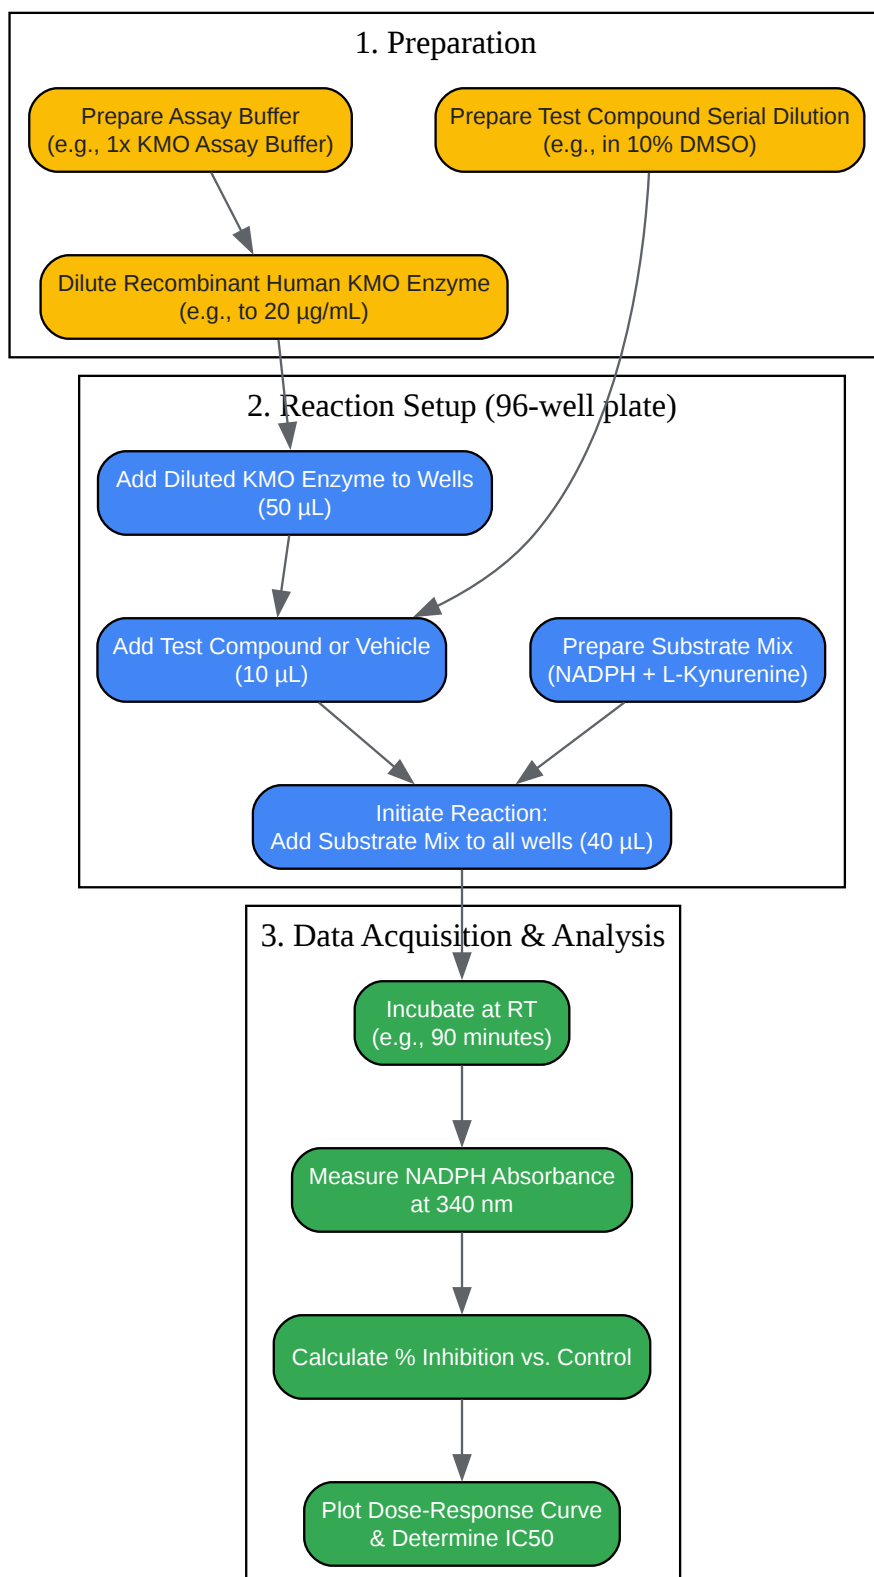 1. Preparation
Prepare Assay Buffer
(e.g., 1x KMO Assay Buffer)
Prepare Test Compound Serial Dilution
(e.g., in 10% DMSO)
Dilute Recombinant Human KMO Enzyme
(e.g., to 20 µg/mL)
2. Reaction Setup (96-well plate)
Add Diluted KMO Enzyme to Wells
(50 µL)
Add Test Compound or Vehicle
(10 µL)
Prepare Substrate Mix
(NADPH + L-Kynurenine)
Initiate Reaction:
Add Substrate Mix to all wells (40 µL)
3. Data Acquisition & Analysis
Incubate at RT
(e.g., 90 minutes)
Measure NADPH Absorbance
at 340 nm
Calculate % Inhibition vs. Control
Plot Dose-Response Curve
& Determine IC50